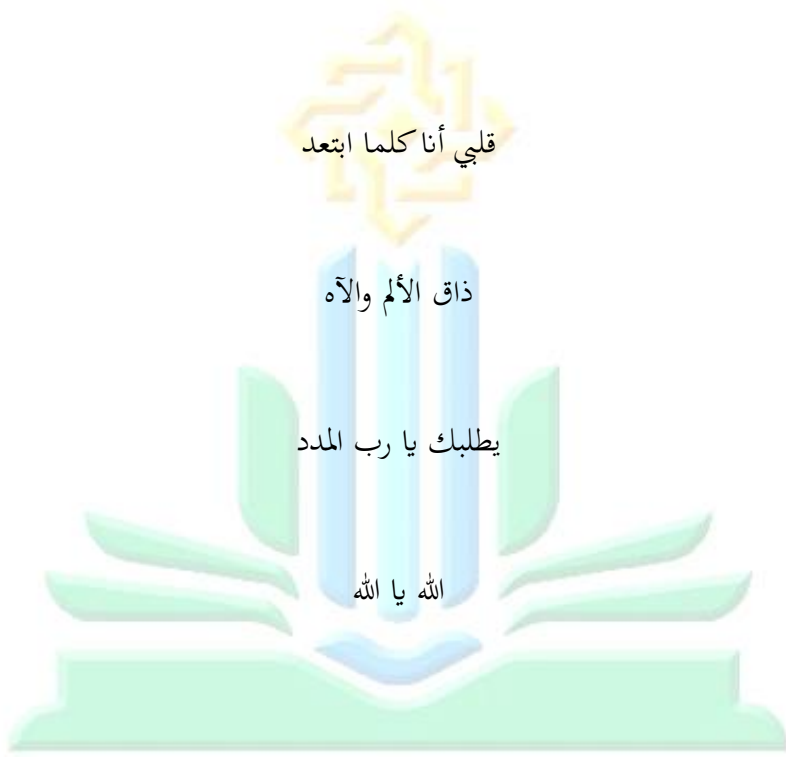 قلبي أنا كلما ابتعد
ذاق الألم والآه
يطلبك يا رب المدد
الله يا الله